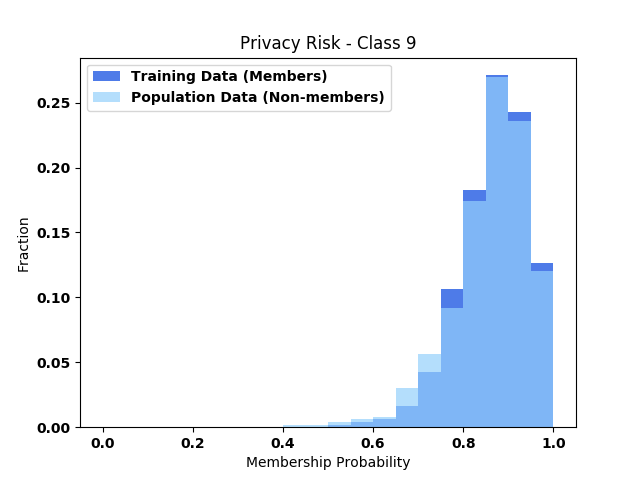 Privacy Risk - Class 9
Training Data (Members)
Population Data (Non-members)
Fraction
0.25
0.20
0.15
0.10
0.05
0.00
0.0 0.2 0.4 0.6 0.8 1.0
Membership Probability